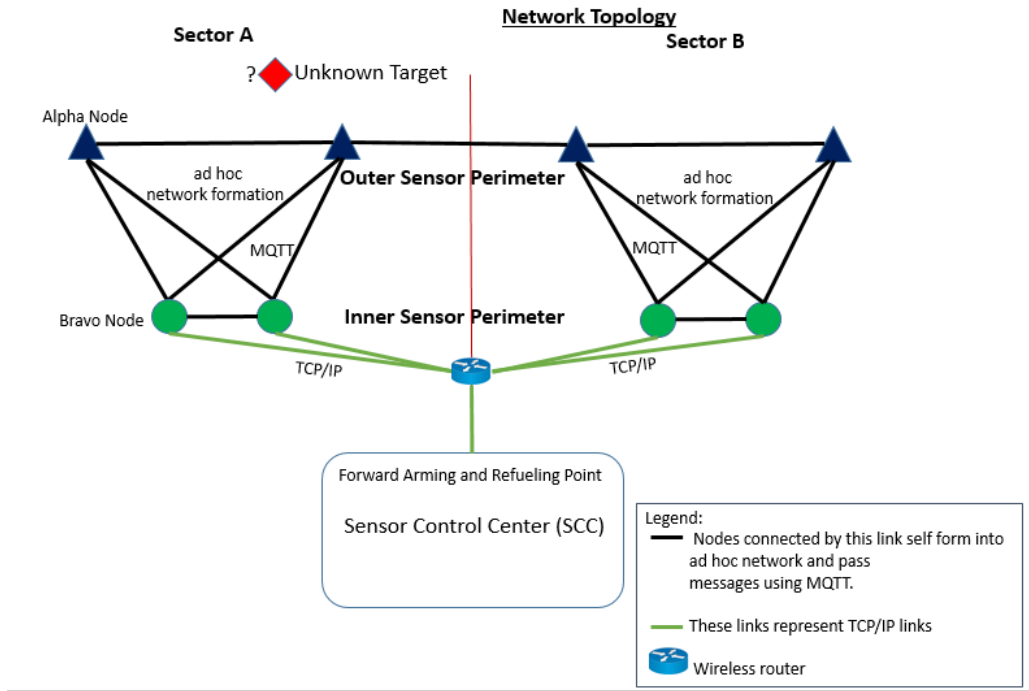 Network Topology
Sector A
Sector B
? Unknown Target
Alpha Node
ad hoc
network formation
Outer Sensor Perimeter
ad hoc
network formation
MQTT
MQTT
Bravo Node
Inner Sensor Perimeter
TCP/IP
TCP/IP
Forward Arming and Refueling Point
Sensor Control Center (SCC)
Legend:
Nodes connected by this link self form into
ad hoc network and pass
messages using MQTT.
These links represent TCP/IP links
Wireless router